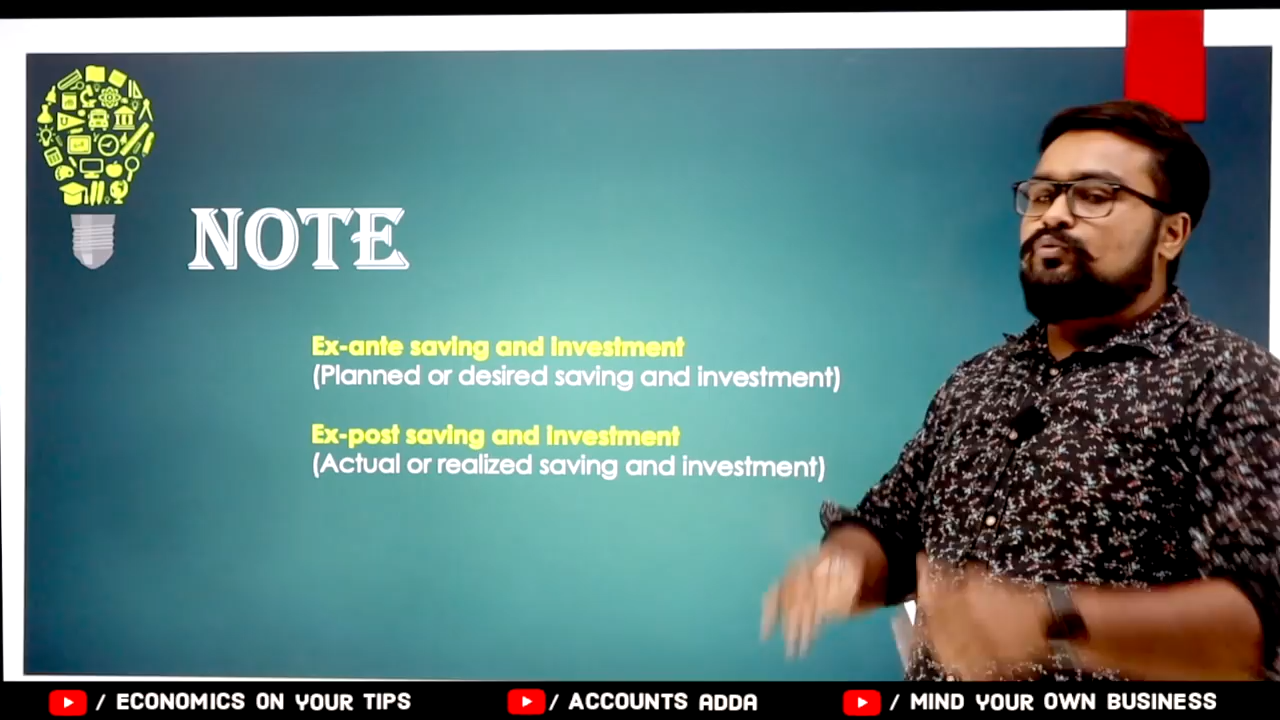 NOTE
Ex-ante saving and investment
(Planned or desired saving and investment)
Ex-post saving and investment
(Actual or realized saving and investment)
/ ECONOMICS ON YOUR TIPS
/ ACCOUNTS ADDA
/ MIND YOUR OWN BUSINESS